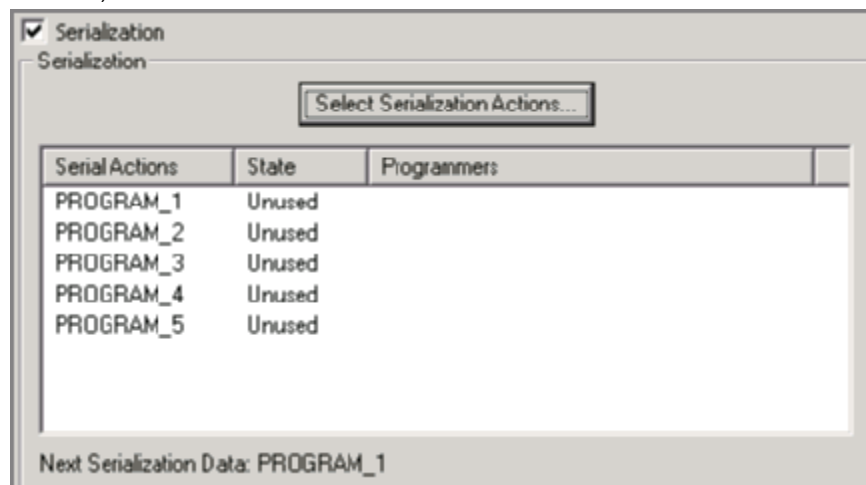 Serialization
Serialization
Select Serialization Actions...
Serial Actions State Programmers
PROGRAM_1 Unused
PROGRAM_2 Unused
PROGRAM_3 Unused
PROGRAM_4 Unused
PROGRAM_5 Unused
Next Serialization Data: PROGRAM_1